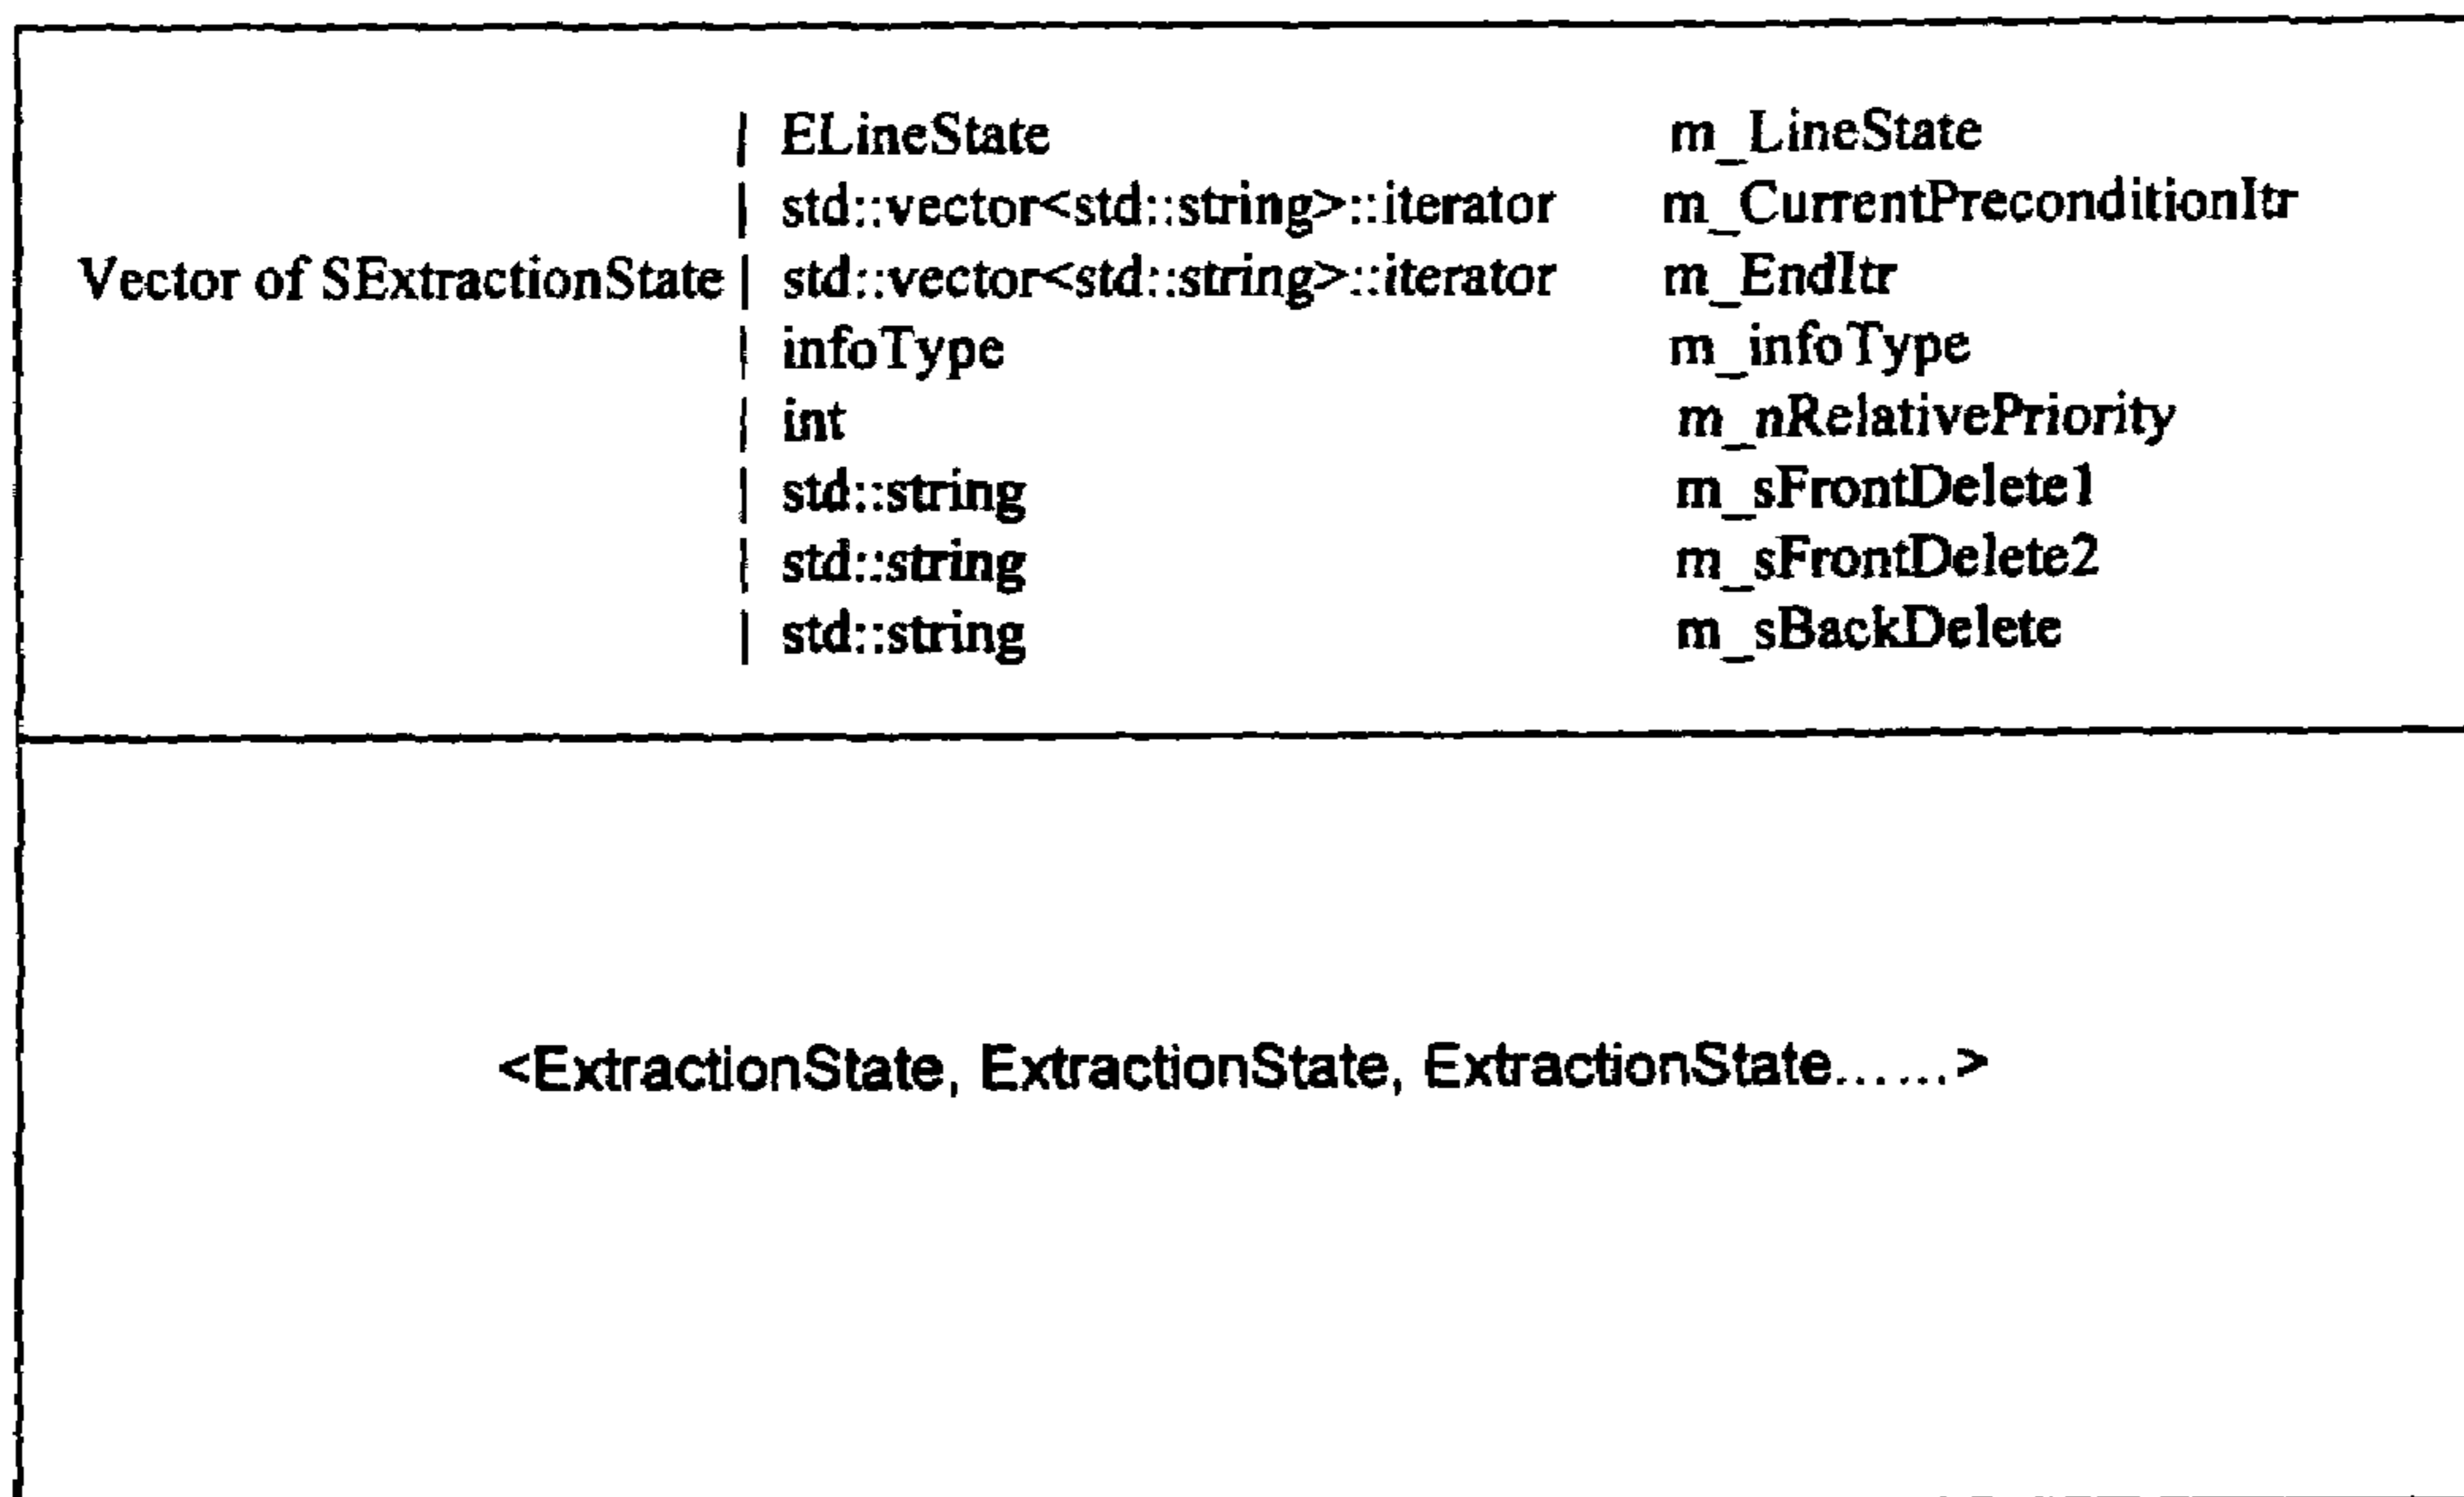 | ELineState m_LineState
| std::vector<std::string>::iterator m_CurrentPreconditionItr
Vector of SExtractionState | std::vector<std::string>::iterator m_EndItr
| infoType m_infoType
| int m_nRelativePriority
| std::string m_sFrontDelete1
| std::string m_sFrontDelete2
| std::string m_sBackDelete
<ExtractionState, ExtractionState, ExtractionState......>